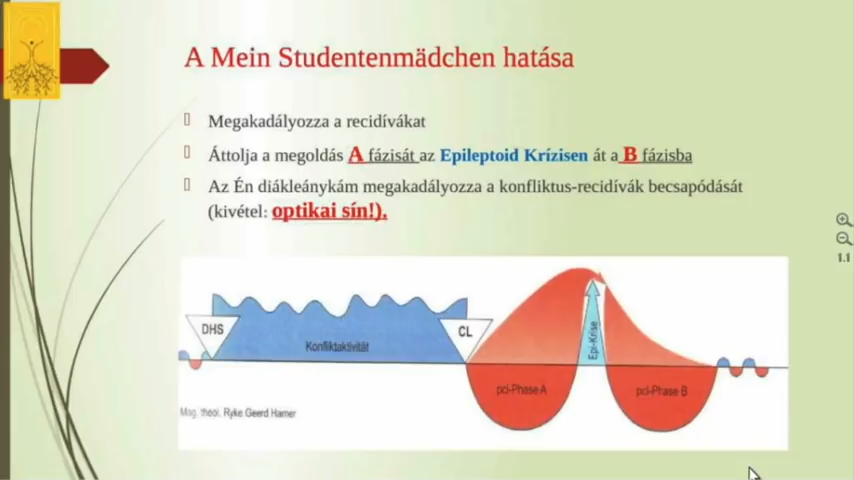 A Mein Studentenmädchen hatása
Megakadályozza a recidívákat
Áttolja a megoldás A fázisát az Epileptoid Krízisen át a B fázisba
Az Én diákleánykám megakadályozza a konfliktus-recidívák becsapódását
(kivétel: optikai sín!).
DHS
Konfliktaktivität
CL
Epi-Krise
pcl-Phase A
pcl-Phase B
Mag. theol. Ryke Geerd Hamer
1:1